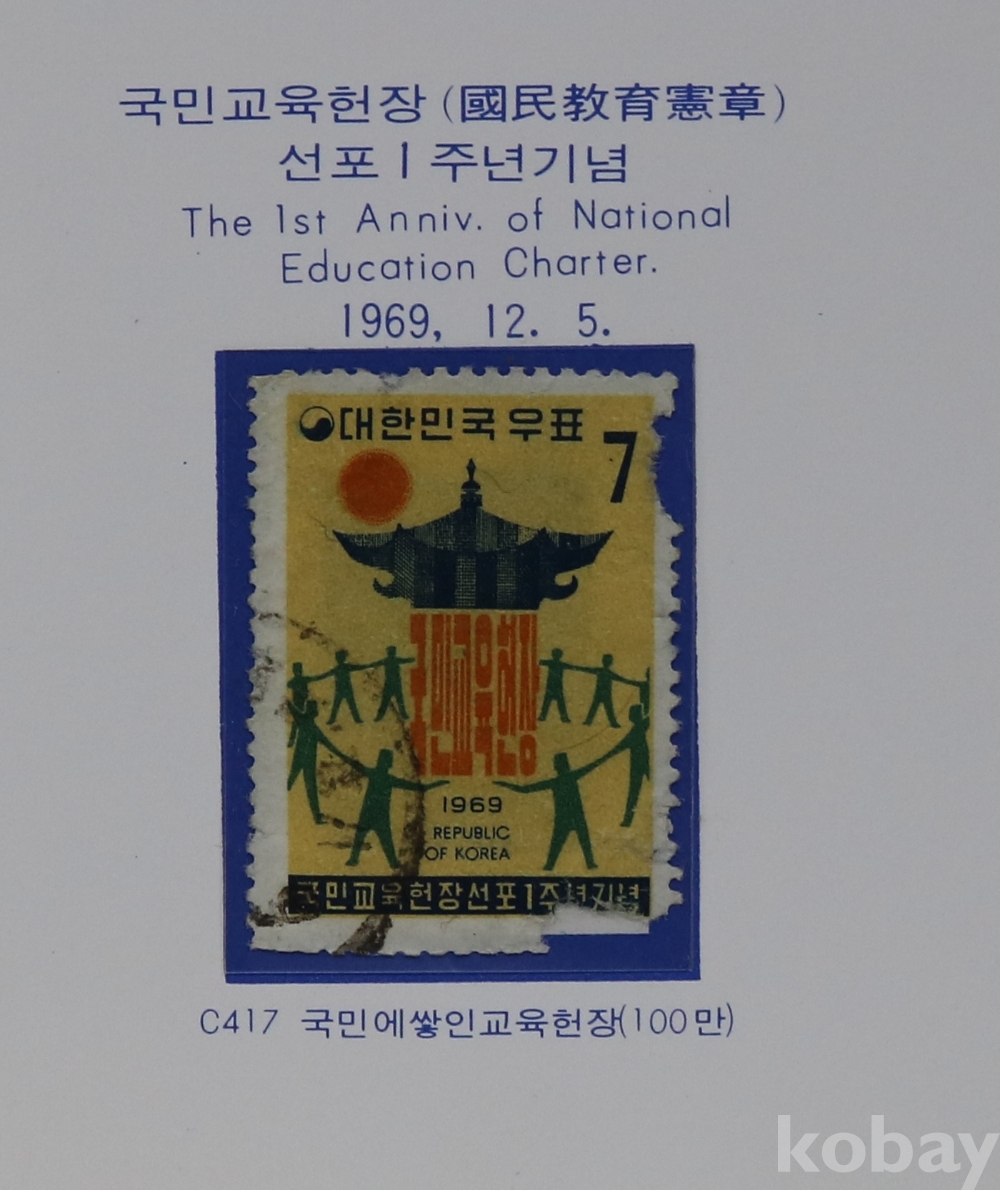 국민교육헌장 (國民教育憲章)
선포 1 주년기념
The 1st Anniv. of National
Education Charter.
1969, 12. 5.
대한민국우표
7
국민교육헌장
1969
REPUBLIC
OF KOREA
국민교육헌장선포1주년기념
C417 국민에쌓인교육헌장(100만)
kobay